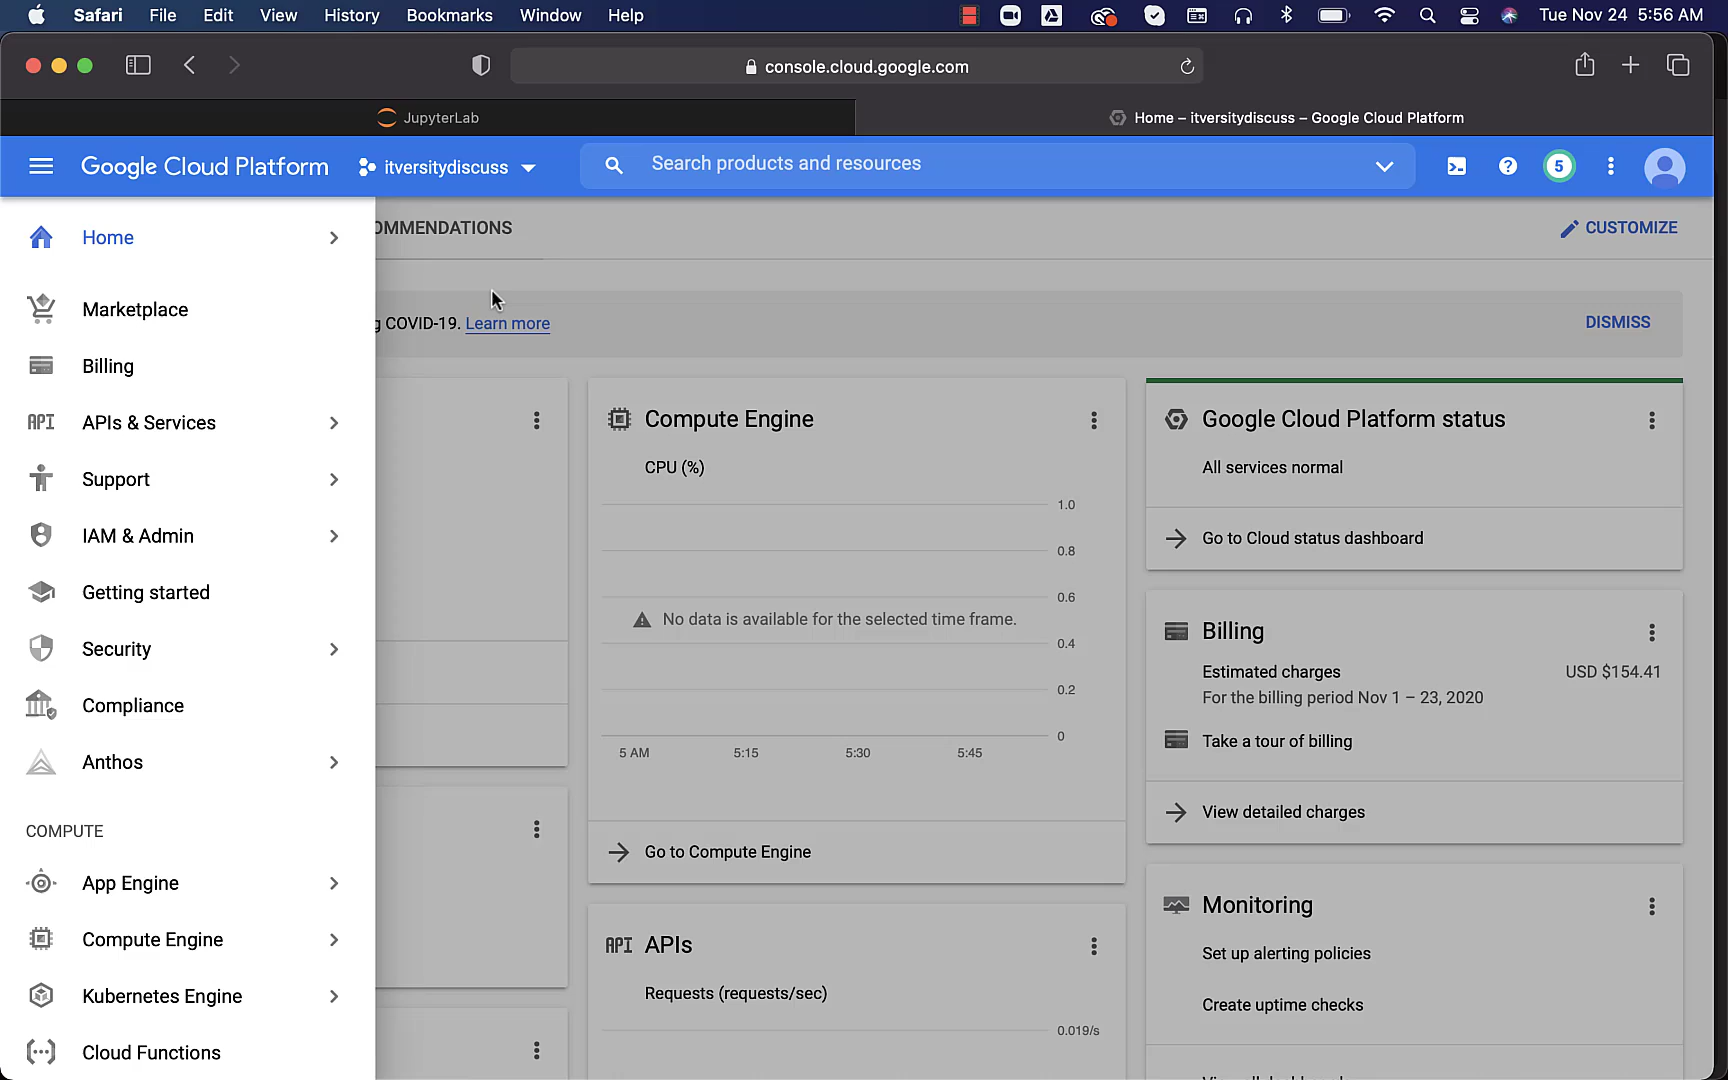 Safari File Edit View History Bookmarks Window Help Tue Nov 24 5:56 AM
console.cloud.google.com
JupyterLab
Home – itversitydiscuss – Google Cloud Platform
Google Cloud Platform itversitydiscuss Search products and resources 5
Home
Marketplace
Billing
API APIs & Services
Support
IAM & Admin
Getting started
Security
Compliance
Anthos
COMPUTE
App Engine
Compute Engine
Kubernetes Engine
Cloud Functions
OMMENDATIONS
CUSTOMIZE
g COVID-19. Learn more
DISMISS
Compute Engine
CPU (%)
1.0
0.8
0.6
No data is available for the selected time frame.
0.4
0.2
0
5 AM 5:15 5:30 5:45
Go to Compute Engine
API APIs
Requests (requests/sec)
0.019/s
Google Cloud Platform status
All services normal
Go to Cloud status dashboard
Billing
Estimated charges USD $154.41
For the billing period Nov 1 – 23, 2020
Take a tour of billing
View detailed charges
Monitoring
Set up alerting policies
Create uptime checks